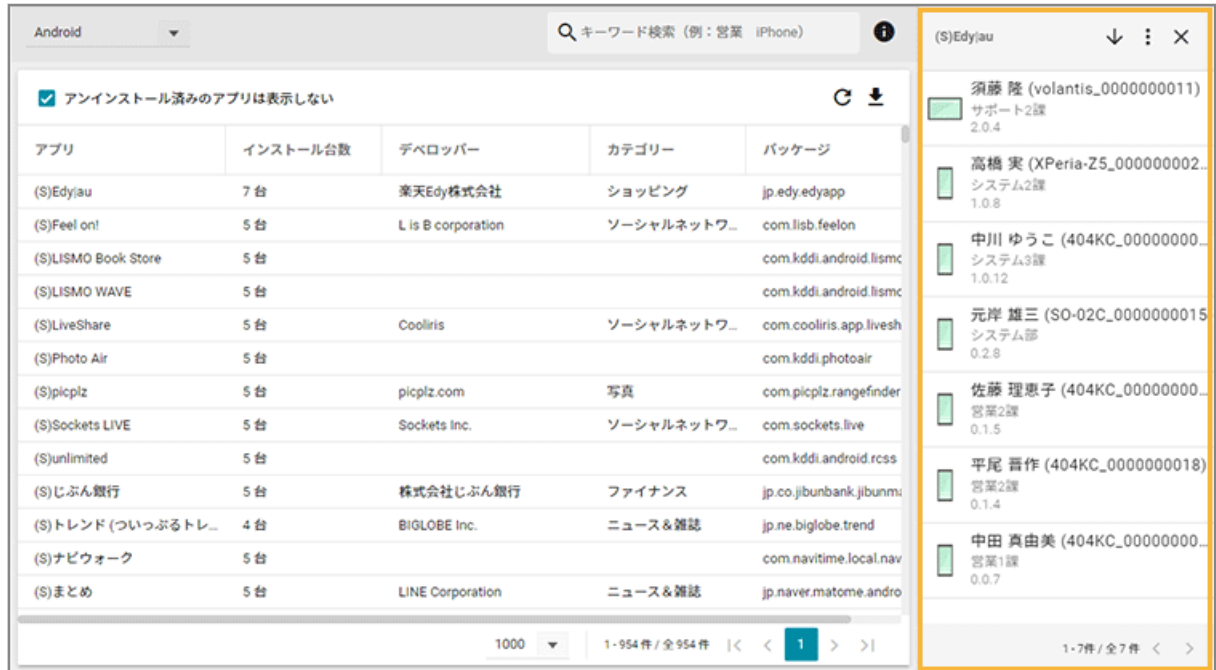 Android
キーワード検索（例：営業　iPhone）
アンインストール済みのアプリは表示しない
アプリ インストール台数 デベロッパー カテゴリー パッケージ
(S)Edy|au 7 台 楽天Edy株式会社 ショッピング jp.edy.edyapp
(S)Feel on! 5 台 L is B corporation ソーシャルネットワ... com.lisb.feelon
(S)LISMO Book Store 5 台 com.kddi.android.lismo
(S)LISMO WAVE 5 台 com.kddi.android.lismo
(S)LiveShare 5 台 Cooliris ソーシャルネットワ... com.cooliris.app.livesh
(S)Photo Air 5 台 com.kddi.photoair
(S)picplz 5 台 picplz.com 写真 com.picplz.rangefinder
(S)Sockets LIVE 5 台 Sockets Inc. ソーシャルネットワ... com.sockets.live
(S)unlimited 5 台 com.kddi.android.rcss
(S)じぶん銀行 5 台 株式会社じぶん銀行 ファイナンス jp.co.jibunbank.jibunma
(S)トレンド (ついっぷるトレ... 4 台 BIGLOBE Inc. ニュース＆雑誌 jp.ne.biglobe.trend
(S)ナビウォーク 5 台 com.navitime.local.nav
(S)まとめ 5 台 LINE Corporation ニュース＆雑誌 jp.naver.matome.andro
1000 1 - 954 件 / 全 954 件 1
(S)Edy|au
須藤 隆 (volantis_0000000011)
サポート2課
2.0.4
高橋 実 (XPeria-Z5_000000002...
システム2課
1.0.8
中川 ゆうこ (404KC_00000000...
システム3課
1.0.12
元岸 雄三 (SO-02C_0000000015
システム部
0.2.8
佐藤 理恵子 (404KC_00000000...
営業2課
0.1.5
平尾 晋作 (404KC_0000000018)
営業2課
0.1.4
中田 真由美 (404KC_00000000...
営業1課
0.0.7
1 - 7件 / 全 7 件